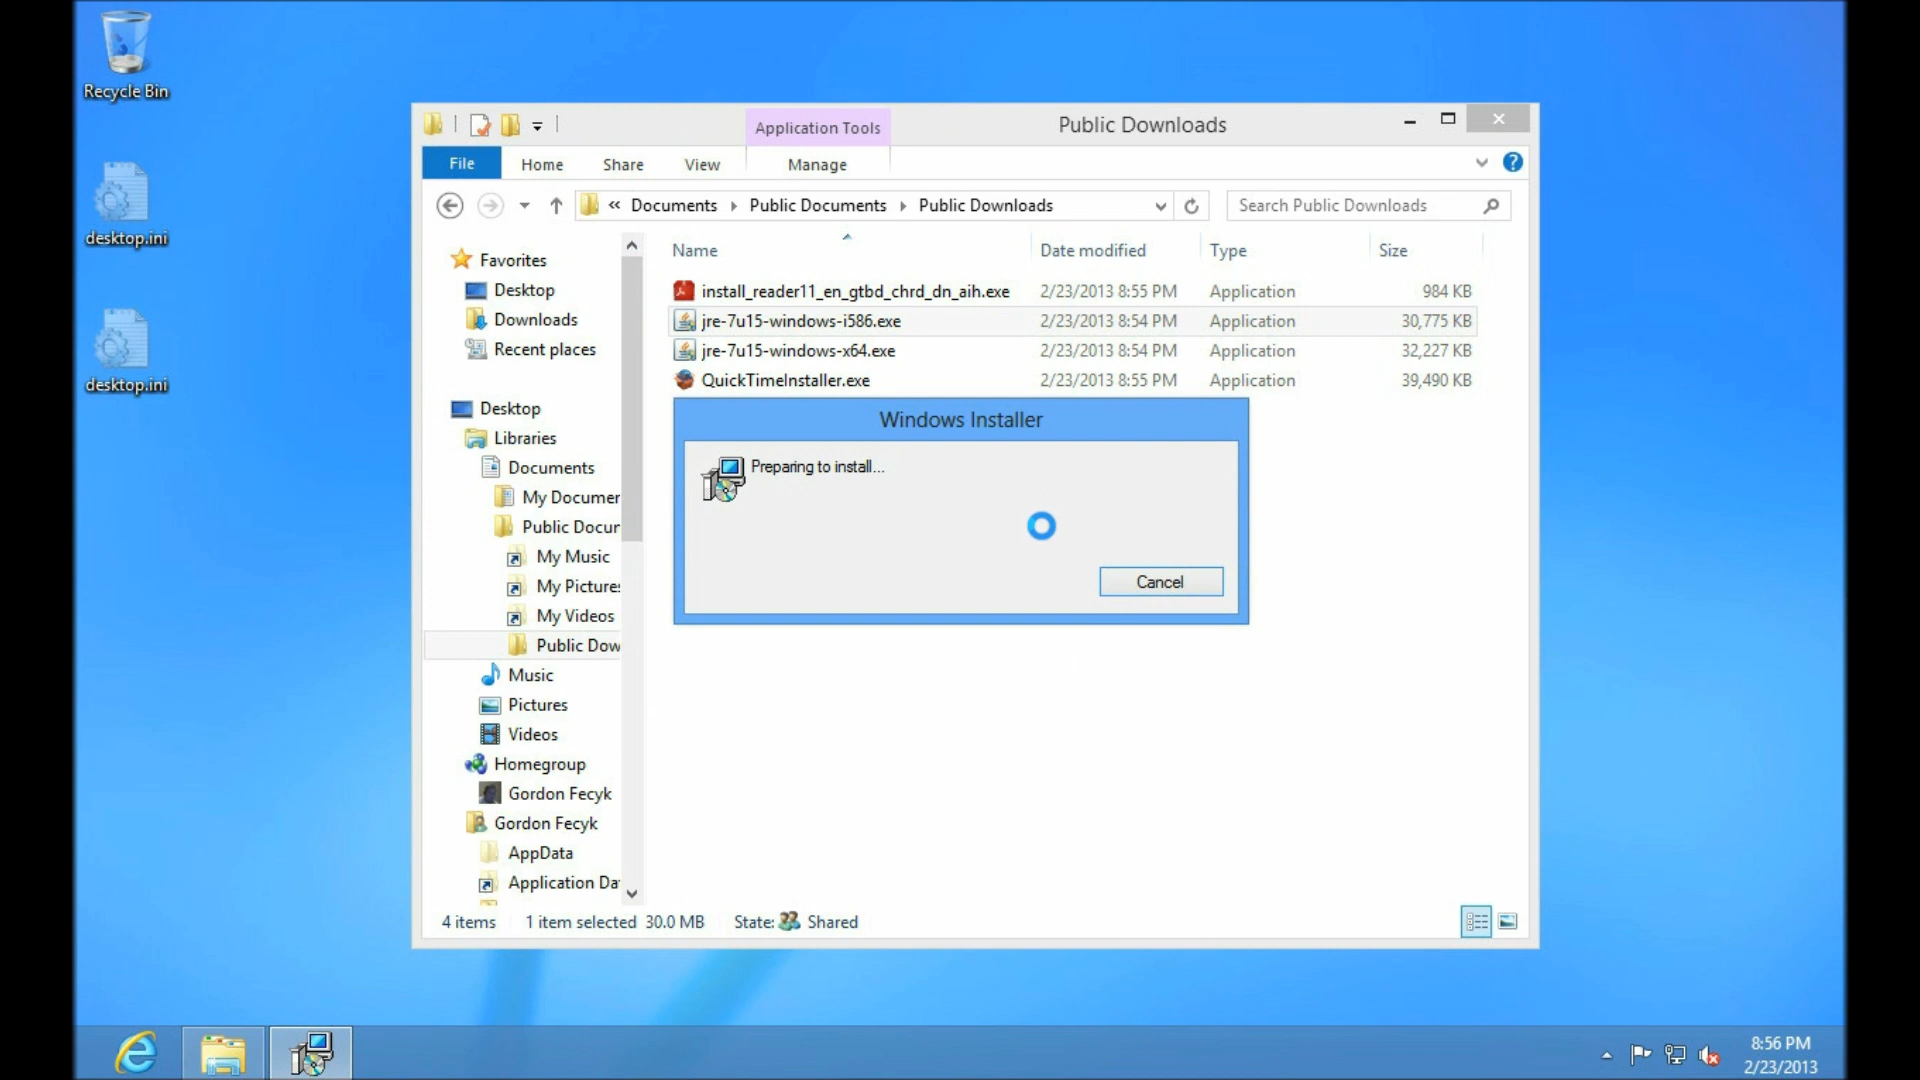 Recycle Bin
desktop.ini
desktop.ini
Application Tools
Public Downloads
File
Home
Share
View
Manage
« Documents
Public Documents
Public Downloads
Search Public Downloads
Name
Date modified
Type
Size
install_reader11_en_gtbd_chrd_dn_aih.exe 2/23/2013 8:55 PM Application 984 KB
jre-7u15-windows-i586.exe 2/23/2013 8:54 PM Application 30,775 KB
jre-7u15-windows-x64.exe 2/23/2013 8:54 PM Application 32,227 KB
QuickTimeInstaller.exe 2/23/2013 8:55 PM Application 39,490 KB
Favorites
Desktop
Downloads
Recent places
Desktop
Libraries
Documents
My Documen
Public Docum
My Music
My Pictures
My Videos
Public Dow
Music
Pictures
Videos
Homegroup
Gordon Fecyk
Gordon Fecyk
AppData
Application Dat
Windows Installer
Preparing to install...
Cancel
4 items 1 item selected 30.0 MB State: Shared
8:56 PM
2/23/2013